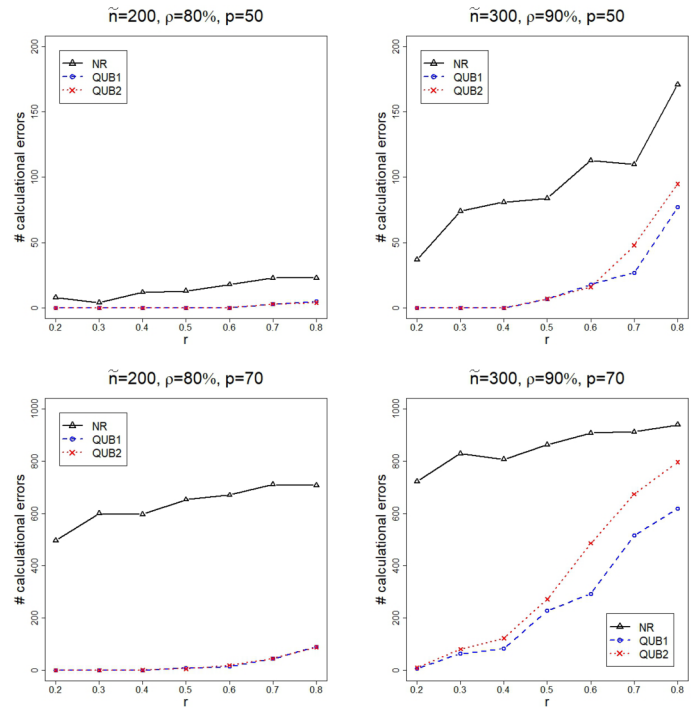 ñ=200, ρ=80%, p=50
# calculational errors
200
150
100
50
0
NR
QUB1
QUB2
0.2 0.3 0.4 0.5 0.6 0.7 0.8
r
ñ=300, ρ=90%, p=50
# calculational errors
200
150
100
50
0
NR
QUB1
QUB2
0.2 0.3 0.4 0.5 0.6 0.7 0.8
r
ñ=200, ρ=80%, p=70
# calculational errors
1000
800
600
400
200
0
NR
QUB1
QUB2
0.2 0.3 0.4 0.5 0.6 0.7 0.8
r
ñ=300, ρ=90%, p=70
# calculational errors
1000
800
600
400
200
0
NR
QUB1
QUB2
0.2 0.3 0.4 0.5 0.6 0.7 0.8
r